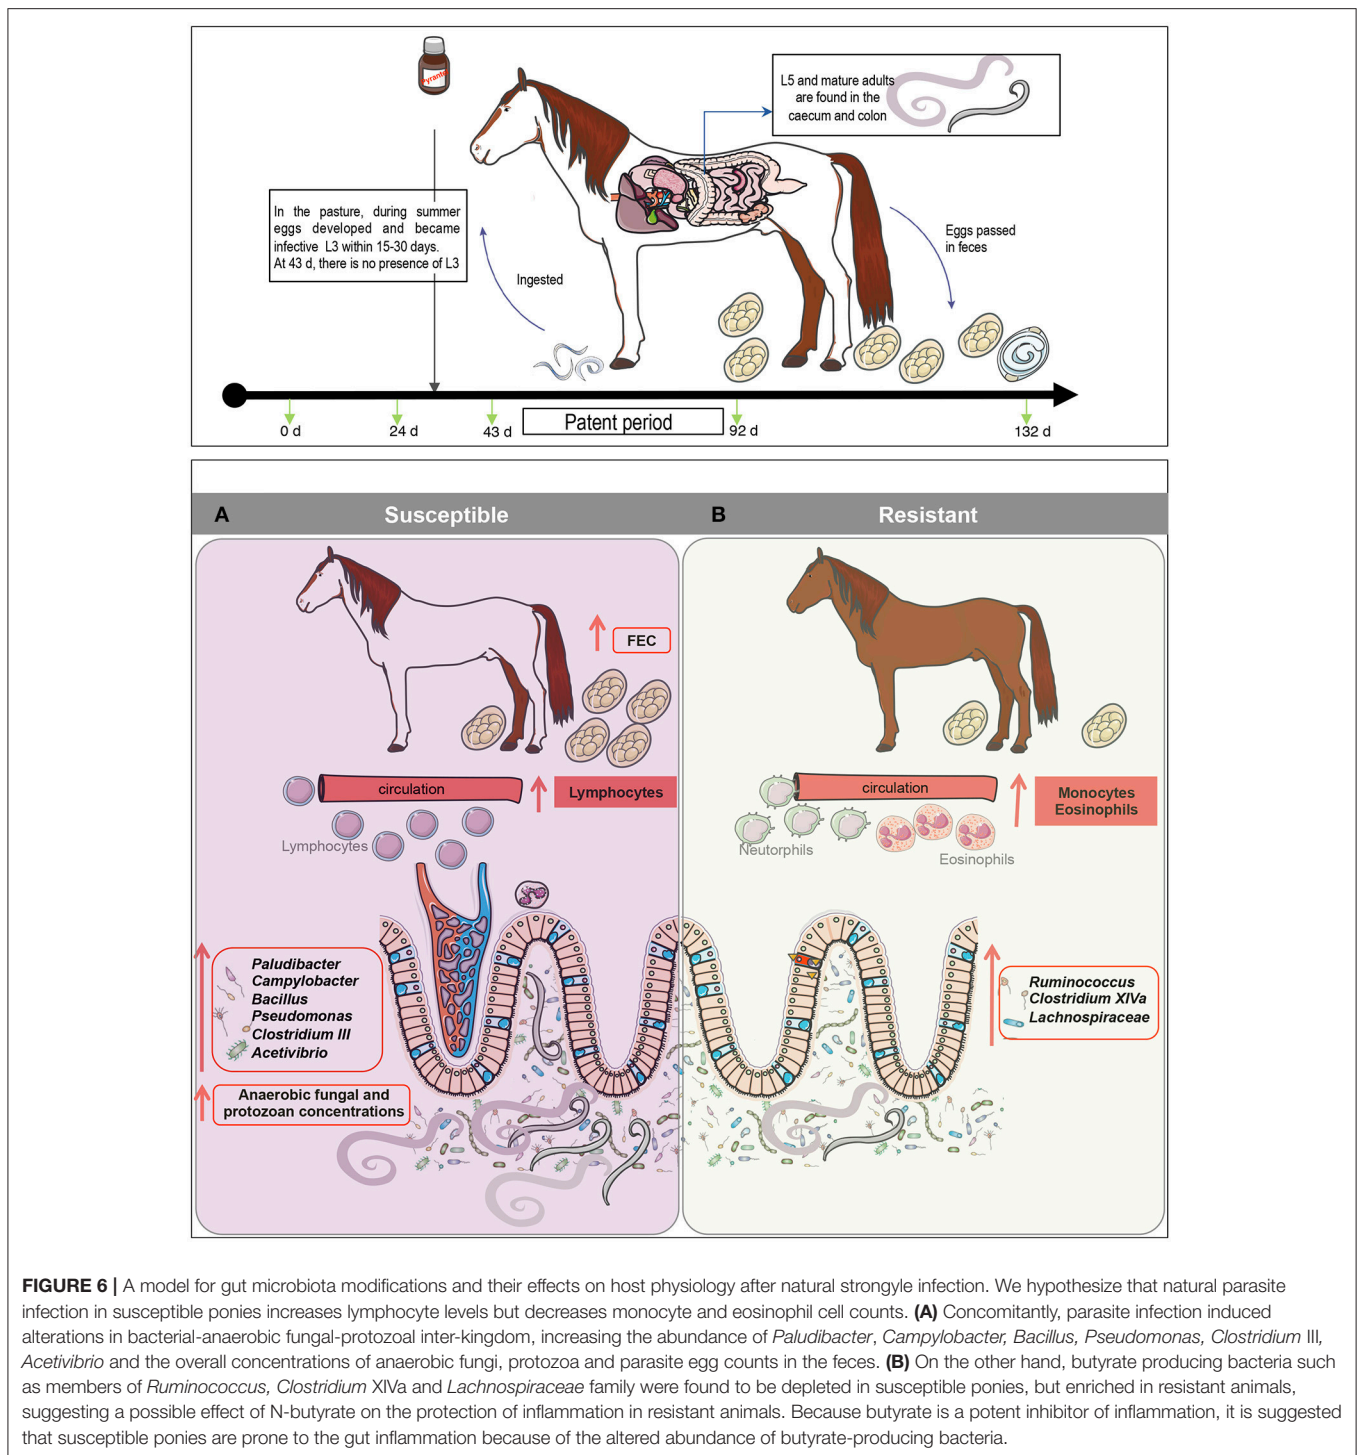 Pyrante
L5 and mature adults
are found in the
caecum and colon
In the pasture, during summer
eggs developed and became
infective L3 within 15-30 days.
At 43 d, there is no presence of L3
Ingested
Eggs passed
in feces
Patent period
0 d
24 d
43 d
92 d
132 d
A
Susceptible
B
Resistant
FEC
circulation
Lymphocytes
Lymphocytes
circulation
Monocytes
Eosinophils
Neutorphils
Eosinophils
Paludibacter
Campylobacter
Bacillus
Pseudomonas
Clostridium III
Acetivibrio
Anaerobic fungal and
protozoan concentrations
Ruminococcus
Clostridium XIVa
Lachnospiraceae
FIGURE 6 | A model for gut microbiota modifications and their effects on host physiology after natural strongyle infection. We hypothesize that natural parasite
infection in susceptible ponies increases lymphocyte levels but decreases monocyte and eosinophil cell counts. (A) Concomitantly, parasite infection induced
alterations in bacterial-anaerobic fungal-protozoal inter-kingdom, increasing the abundance of Paludibacter, Campylobacter, Bacillus, Pseudomonas, Clostridium III,
Acetivibrio and the overall concentrations of anaerobic fungi, protozoa and parasite egg counts in the feces. (B) On the other hand, butyrate producing bacteria such
as members of Ruminococcus, Clostridium XIVa and Lachnospiraceae family were found to be depleted in susceptible ponies, but enriched in resistant animals,
suggesting a possible effect of N-butyrate on the protection of inflammation in resistant animals. Because butyrate is a potent inhibitor of inflammation, it is suggested
that susceptible ponies are prone to the gut inflammation because of the altered abundance of butyrate-producing bacteria.